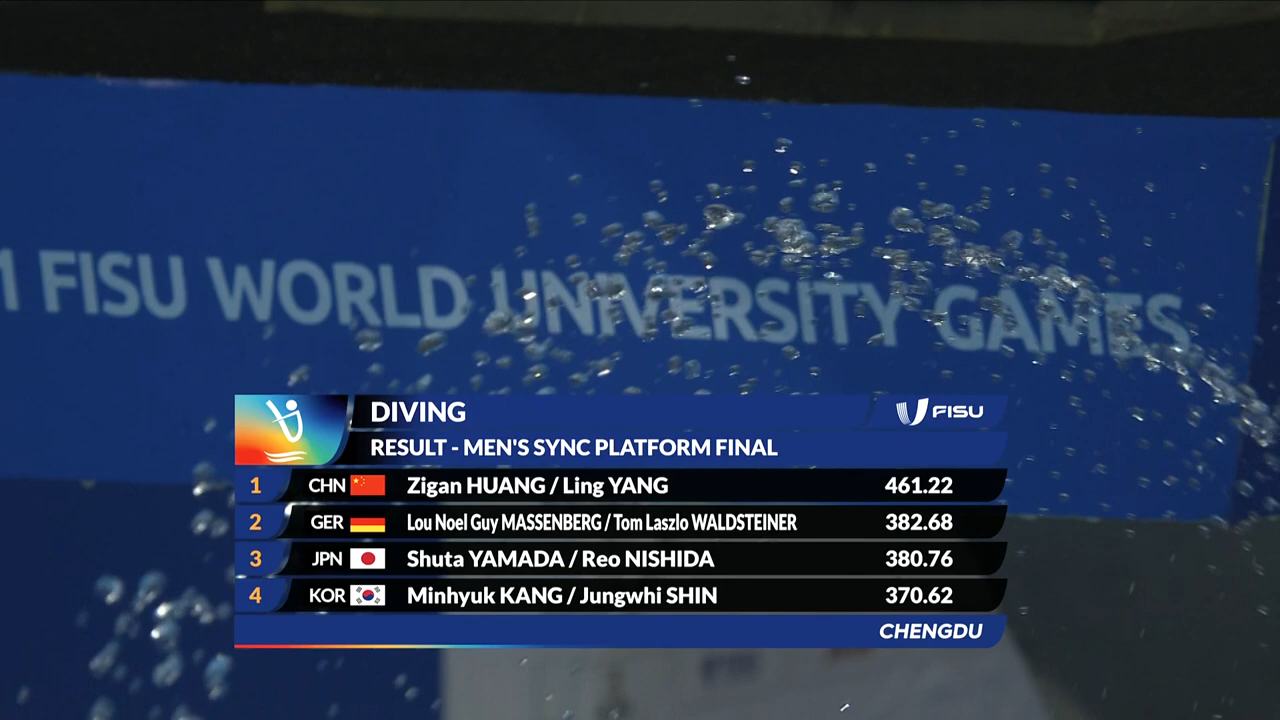 1 FISU WORLD UNIVERSITY GAMES
DIVING
FISU
RESULT - MEN'S SYNC PLATFORM FINAL
1 CHN Zigan HUANG / Ling YANG 461.22
2 GER Lou Noel Guy MASSENBERG / Tom Laszlo WALDSTEINER 382.68
3 JPN Shuta YAMADA / Reo NISHIDA 380.76
4 KOR Minhyuk KANG / Jungwhi SHIN 370.62
CHENGDU